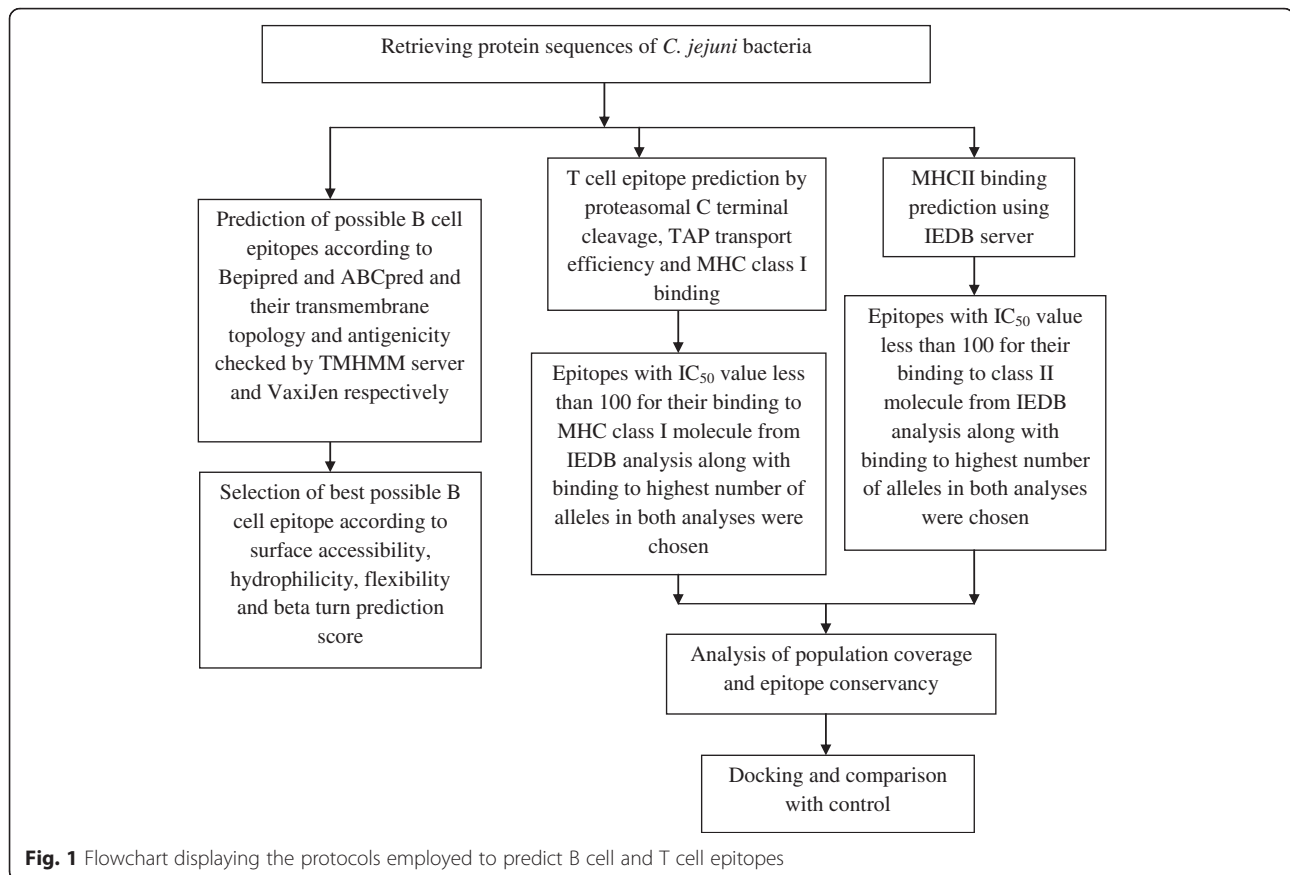 Retrieving protein sequences of C. jejuni bacteria
Prediction of possible B cell
epitopes according to
Bepipred and ABCpred and
their transmembrane
topology and antigenicity
checked by TMHMM server
and VaxiJen respectively
T cell epitope prediction by
proteasomal C terminal
cleavage, TAP transport
efficiency and MHC class I
binding
MHCII binding
prediction using
IEDB server
Selection of best possible B
cell epitope according to
surface accessibility,
hydrophilicity, flexibility
and beta turn prediction
score
Epitopes with IC50 value less
than 100 for their binding to
MHC class I molecule from
IEDB analysis along with
binding to highest number of
alleles in both analyses were
chosen
Epitopes with IC50 value
less than 100 for their
binding to class II
molecule from IEDB
analysis along with
binding to highest number
of alleles in both analyses
were chosen
Analysis of population coverage
and epitope conservancy
Docking and comparison
with control
Fig. 1 Flowchart displaying the protocols employed to predict B cell and T cell epitopes